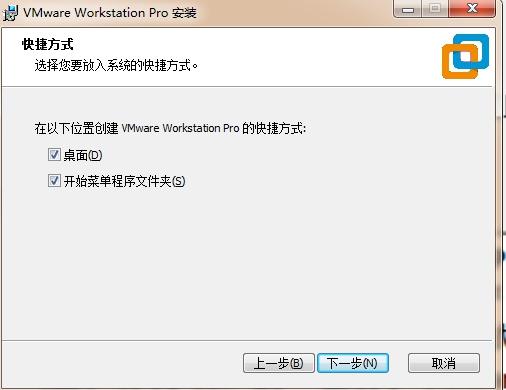 VMware Workstation Pro 安装
快捷方式
选择您要放入系统的快捷方式。
在以下位置创建 VMware Workstation Pro 的快捷方式:
桌面(D)
开始菜单程序文件夹(S)
上一步(B) 下一步(N) 取消